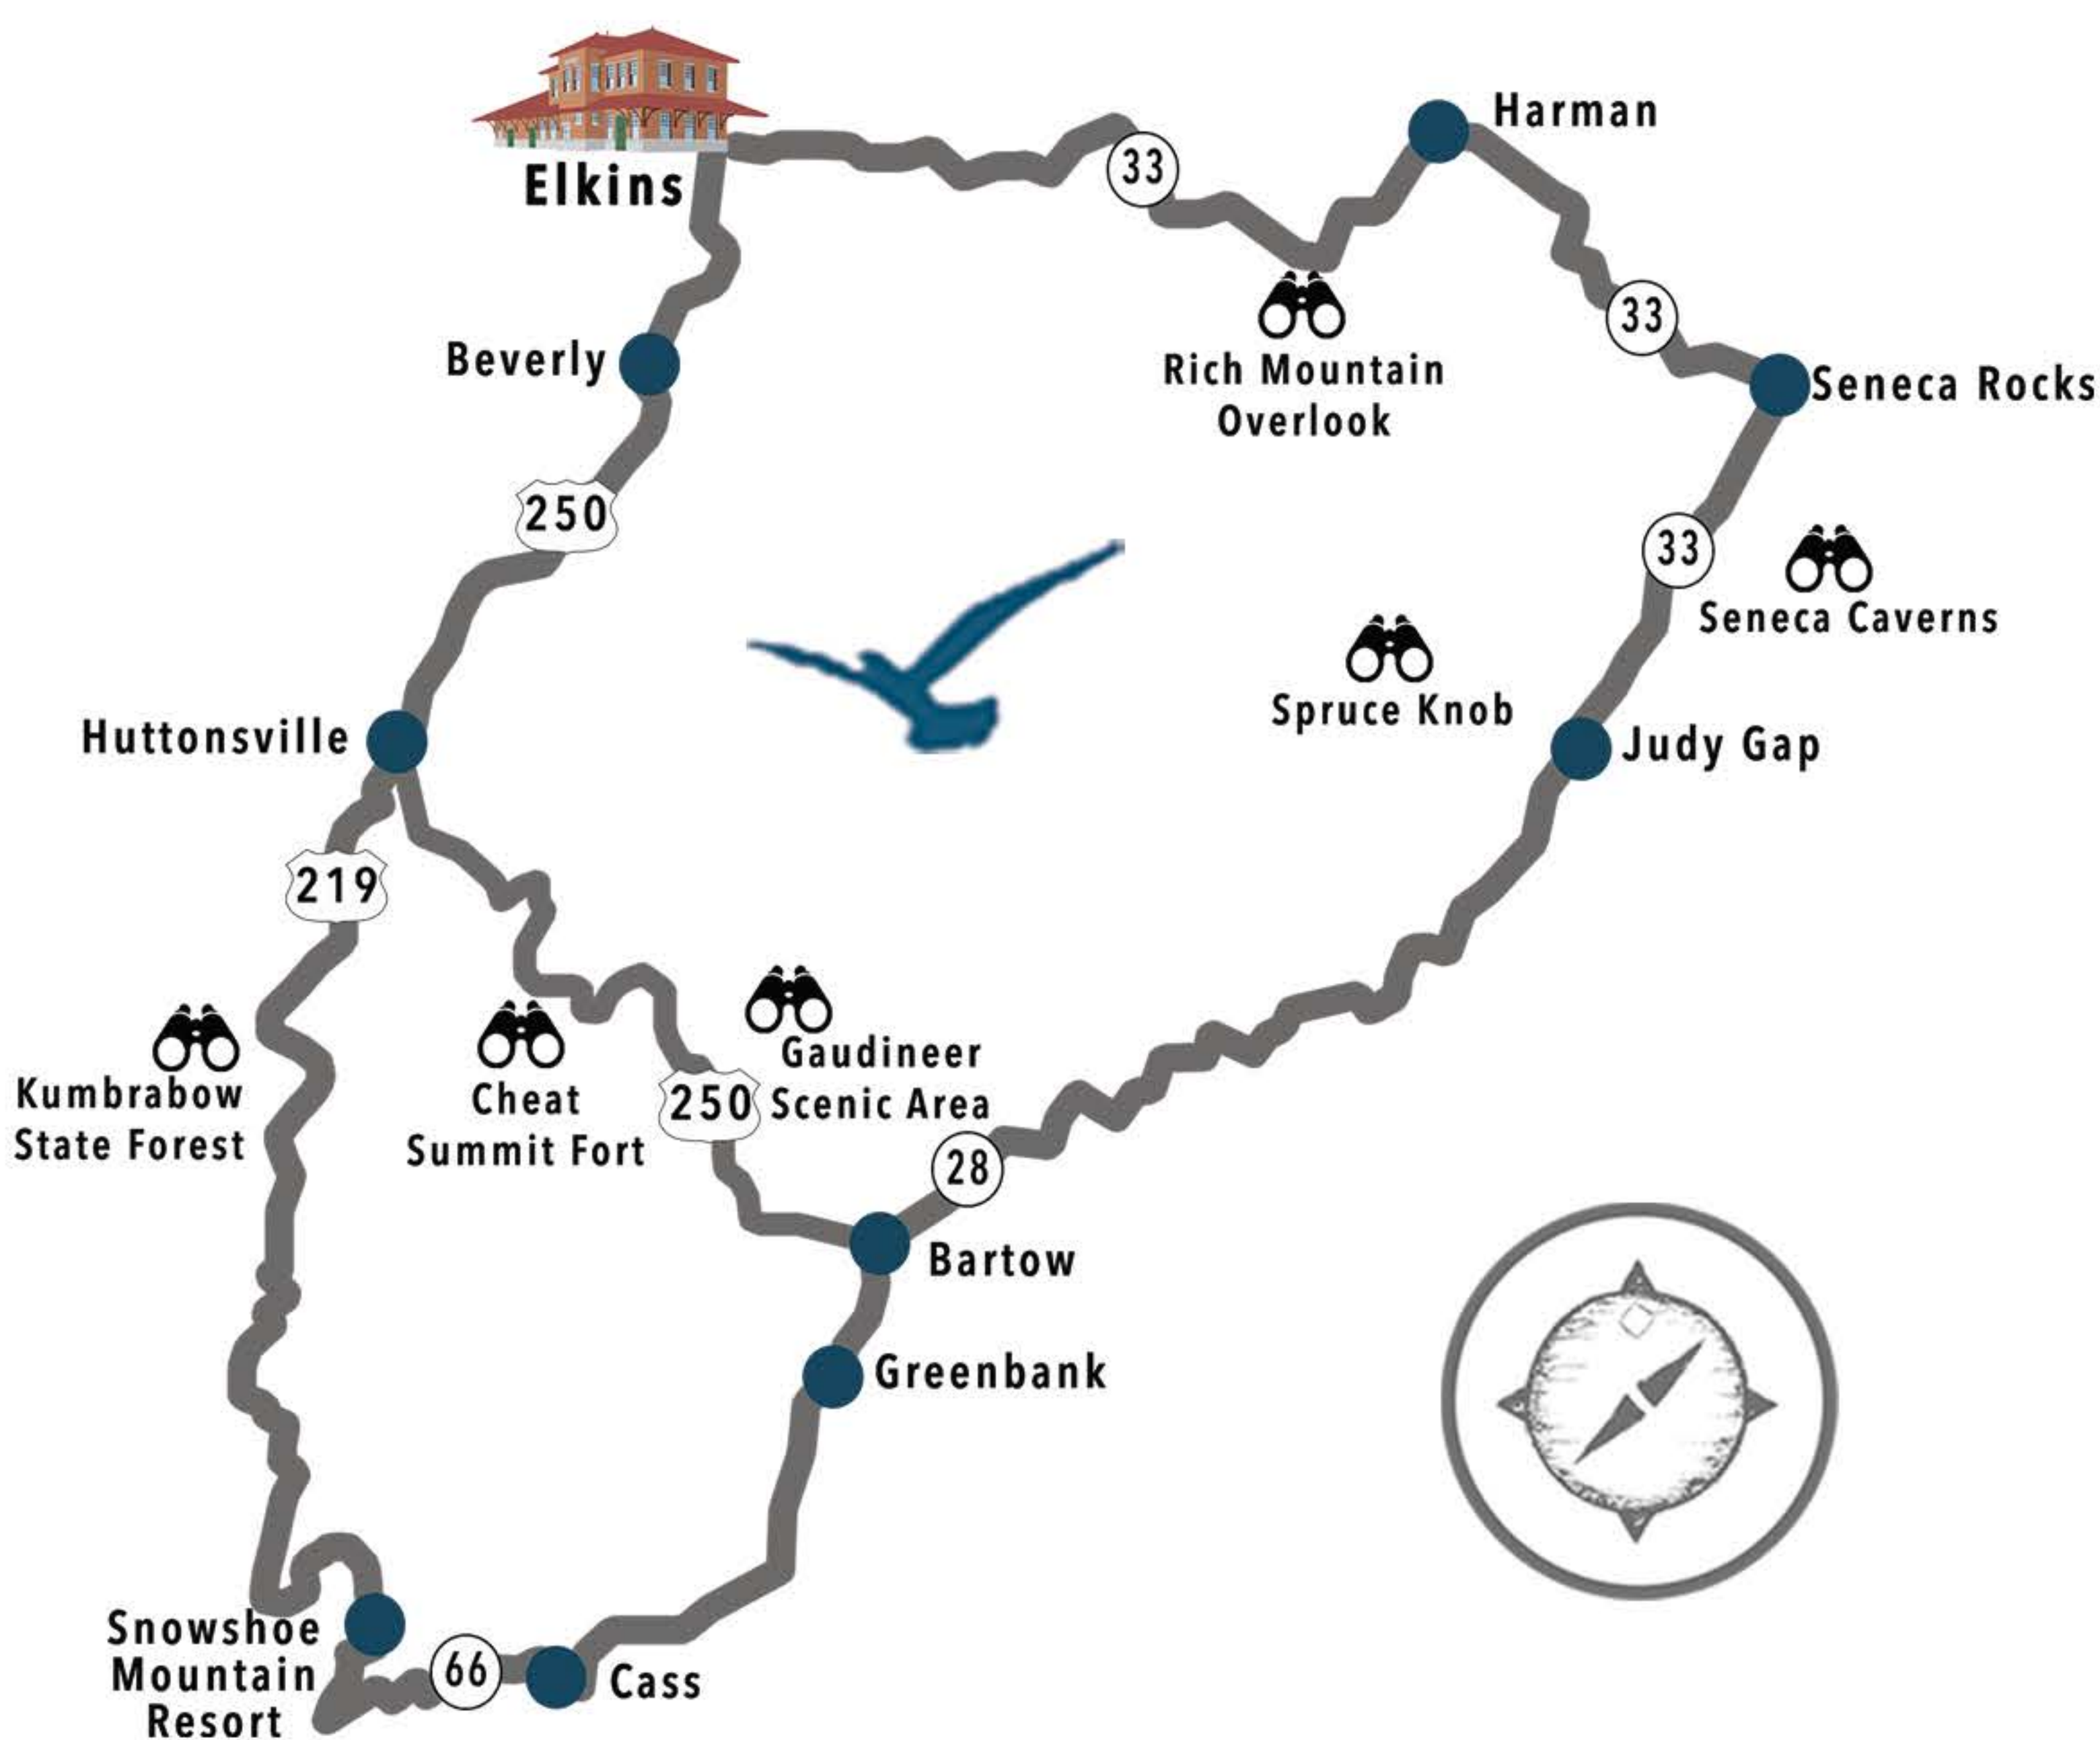 Harman
33
Elkins
33
Beverly
Rich Mountain
Overlook
Seneca Rocks
250
33
Seneca Caverns
Spruce Knob
Huttonsville
Judy Gap
219
Kumbrabow
State Forest
Cheat
Summit Fort
250
Gaudineer
Scenic Area
28
Bartow
Greenbank
Snowshoe
Mountain
Resort
66
Cass